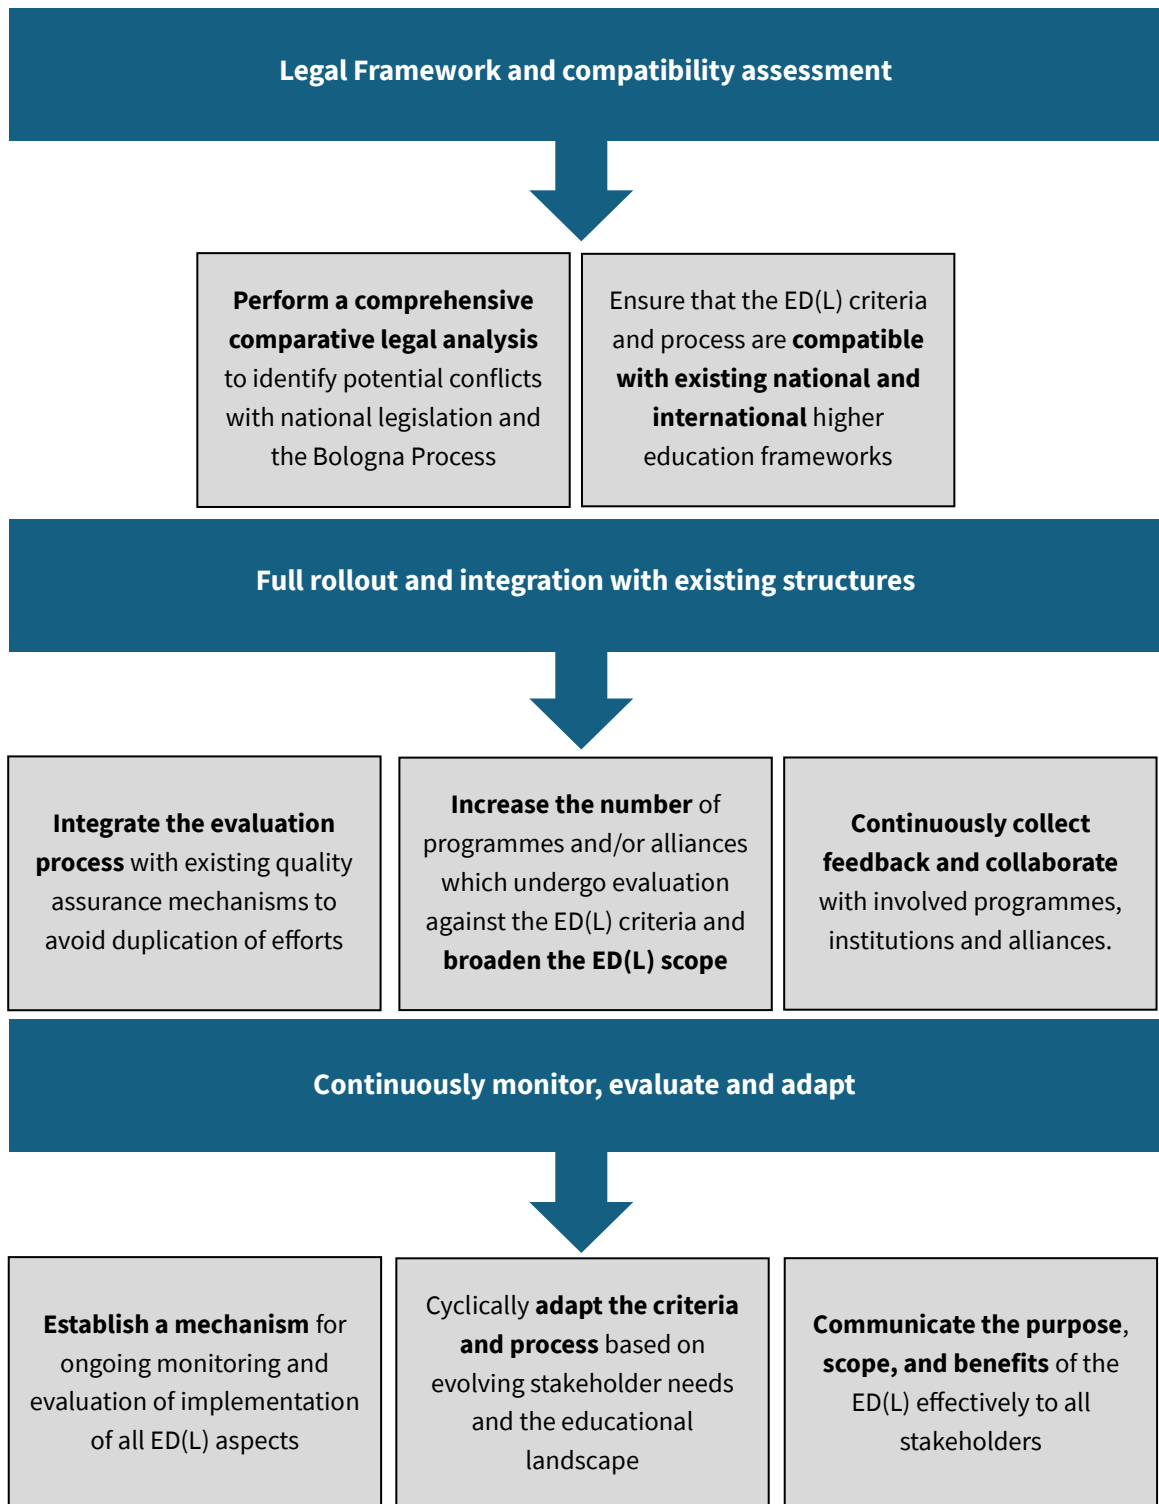 Legal Framework and compatibility assessment
Perform a comprehensive
comparative legal analysis
to identify potential conflicts
with national legislation and
the Bologna Process
Ensure that the ED(L) criteria
and process are compatible
with existing national and
international higher
education frameworks
Full rollout and integration with existing structures
Integrate the evaluation
process with existing quality
assurance mechanisms to
avoid duplication of efforts
Increase the number of
programmes and/or alliances
which undergo evaluation
against the ED(L) criteria and
broaden the ED(L) scope
Continuously collect
feedback and collaborate
with involved programmes,
institutions and alliances.
Continuously monitor, evaluate and adapt
Establish a mechanism for
ongoing monitoring and
evaluation of implementation
of all ED(L) aspects
Cyclically adapt the criteria
and process based on
evolving stakeholder needs
and the educational
landscape
Communicate the purpose,
scope, and benefits of the
ED(L) effectively to all
stakeholders